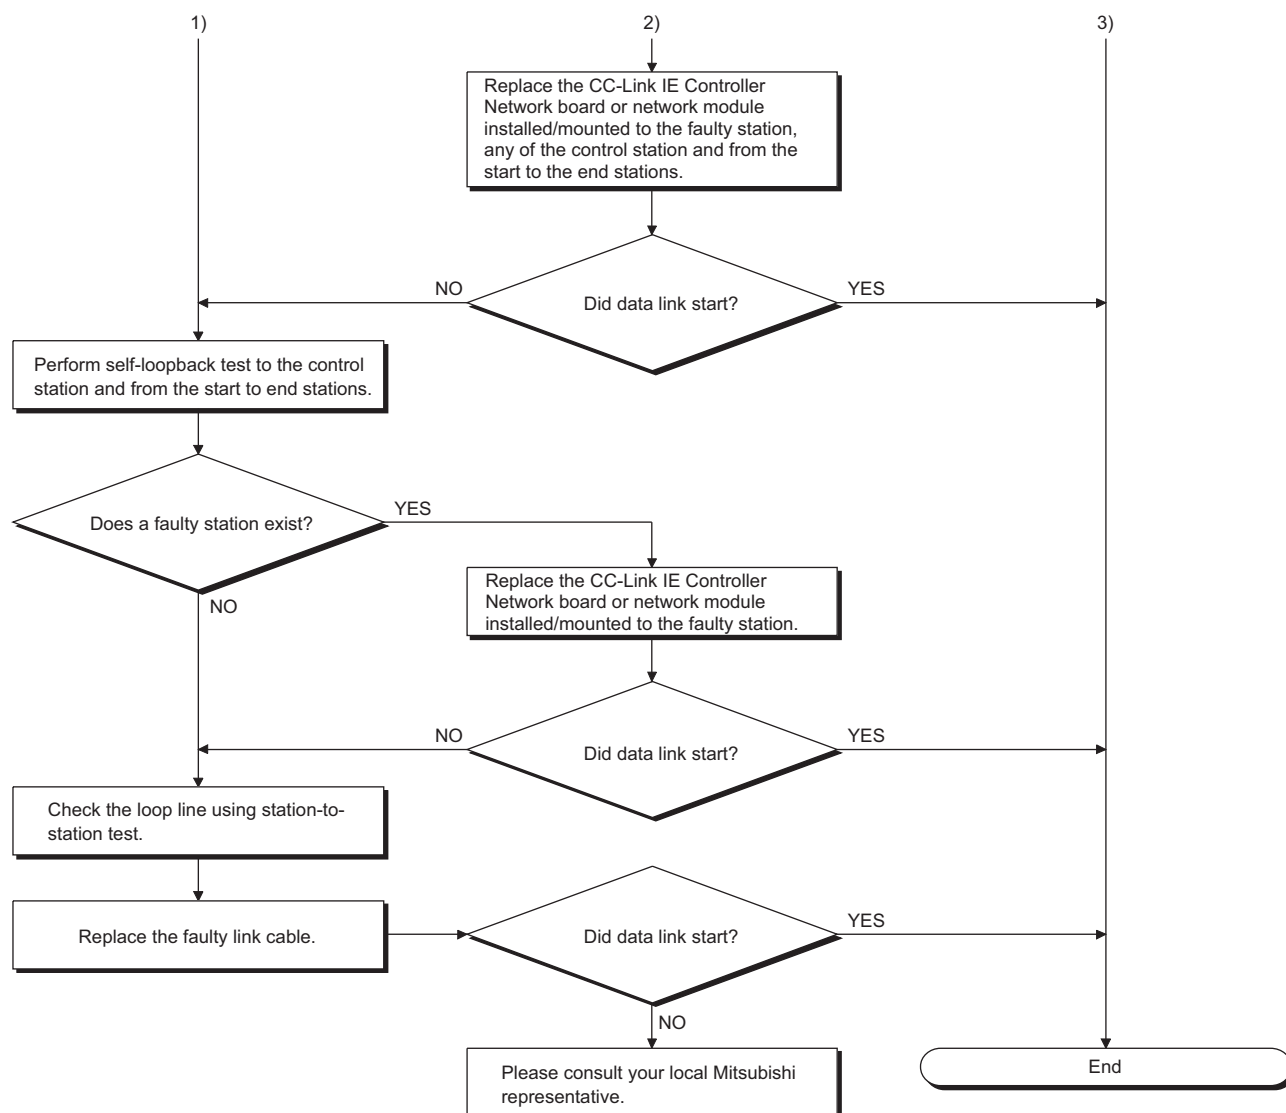 1)
2)
3)
Replace the CC-Link IE Controller
Network board or network module
installed/mounted to the faulty station,
any of the control station and from the
start to the end stations.
NO
Did data link start?
YES
Perform self-loopback test to the control
station and from the start to end stations.
Does a faulty station exist?
YES
NO
Replace the CC-Link IE Controller
Network board or network module
installed/mounted to the faulty station.
NO
Did data link start?
YES
Check the loop line using station-to-
station test.
Replace the faulty link cable.
Did data link start?
YES
NO
Please consult your local Mitsubishi
representative.
End